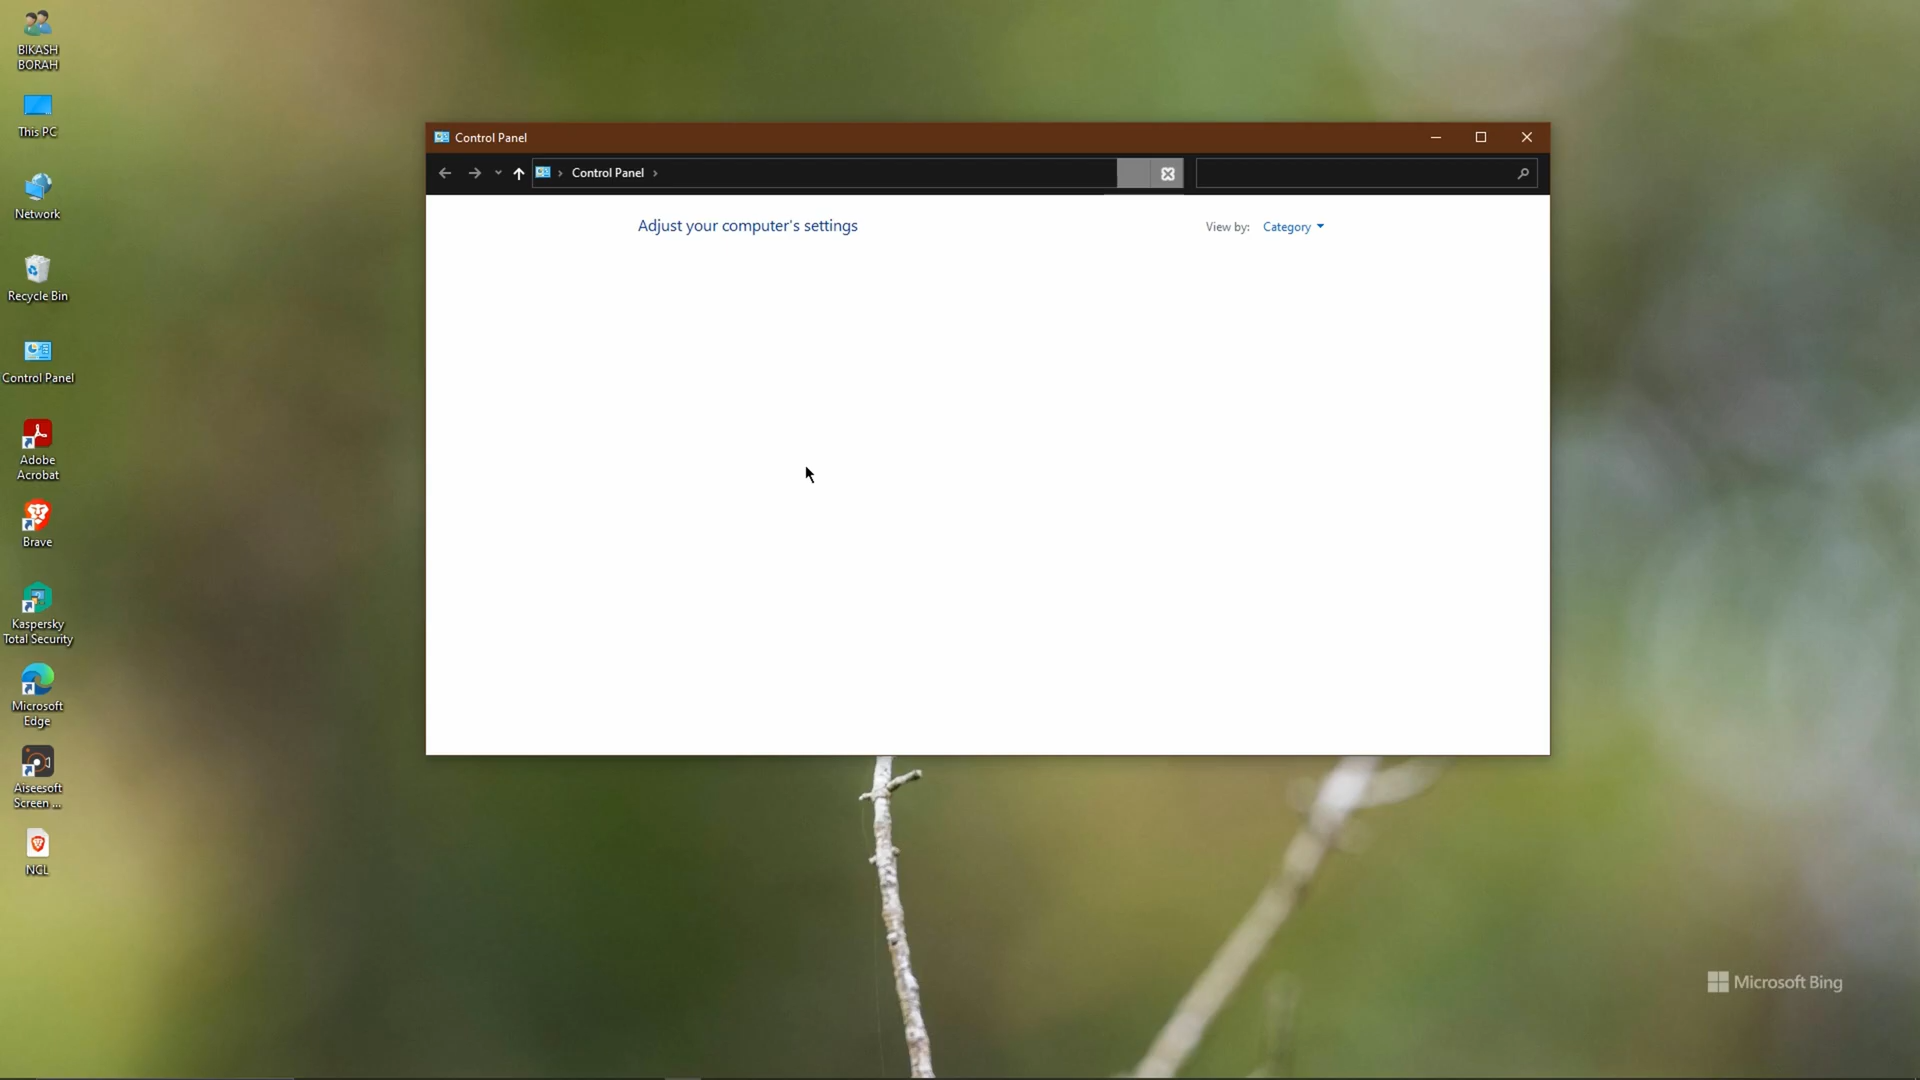 BIKASH
BORAH
This PC
Network
Recycle Bin
Control Panel
Adobe
Acrobat
Brave
Kaspersky
Total Security
Microsoft
Edge
Aiseesoft
Screen ...
NCL
Control Panel
Control Panel
Adjust your computer's settings
View by: Category
Microsoft Bing